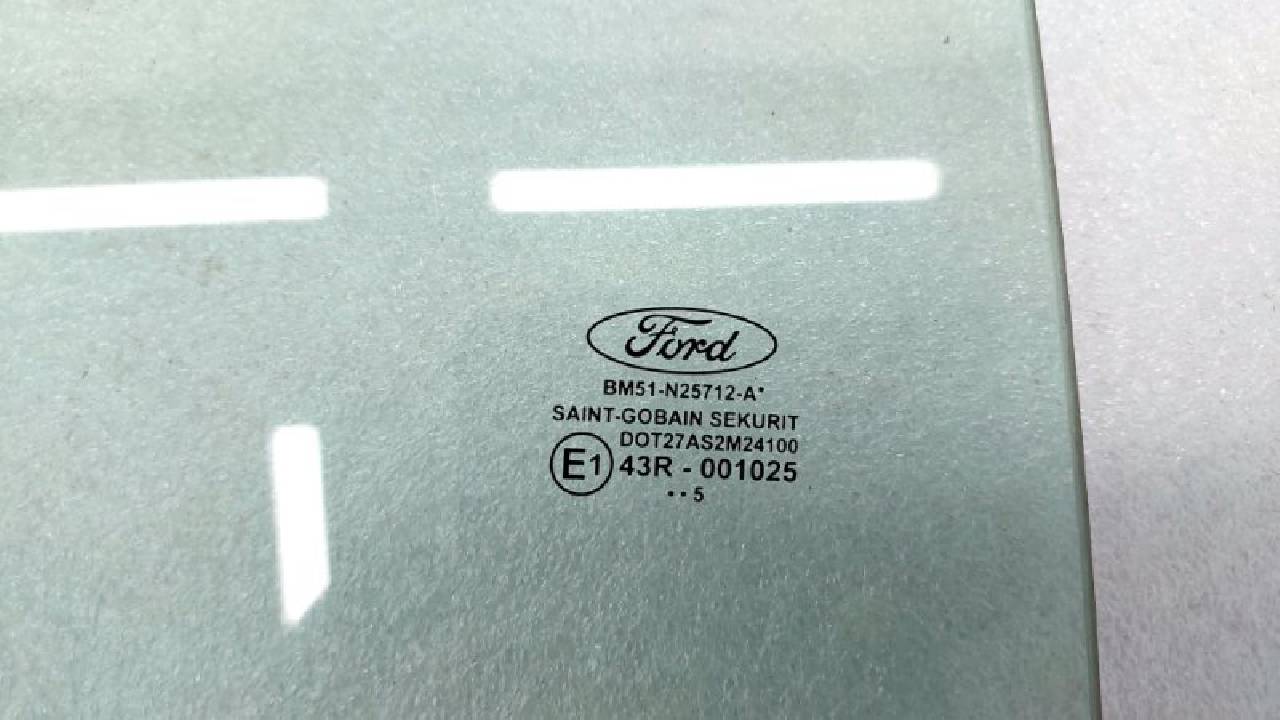 Ford
BM51-N25712-A*
SAINT-GOBAIN SEKURIT
DOT27AS2M24100
E1 43R - 001025
••5